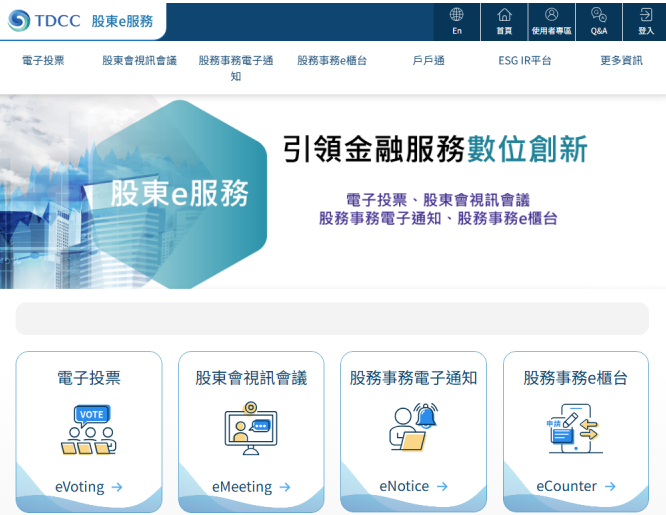 TDCC 股東e服務
En
首頁
使用者專區
Q&A
登入
電子投票
股東會視訊會議
股務事務電子通
知
股務事務e櫃台
戶戶通
ESG IR平台
更多資訊
股東e服務
引領金融服務數位創新
電子投票、股東會視訊會議
股務事務電子通知、股務事務e櫃台
電子投票
VOTE
eVoting →
股東會視訊會議
eMeeting →
股務事務電子通知
eNotice →
股務事務e櫃台
申請
eCounter →